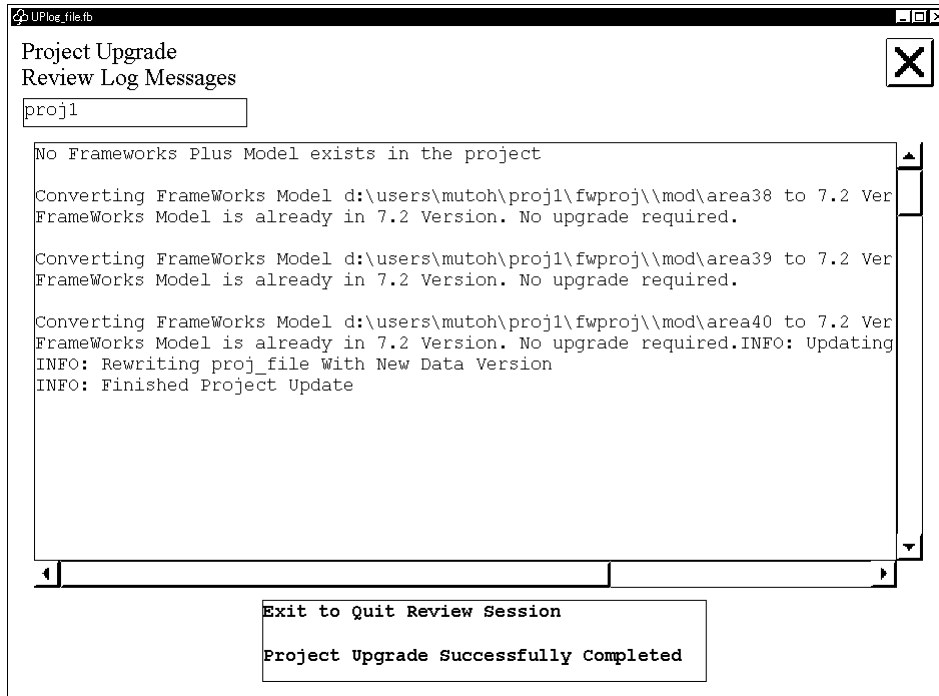 UPlog_file.fb
Project Upgrade
Review Log Messages
proj1
No Frameworks Plus Model exists in the project
Converting FrameWorks Model d:\users\mutoh\proj1\fwproj\\mod\area38 to 7.2 Ver
FrameWorks Model is already in 7.2 Version. No upgrade required.
Converting FrameWorks Model d:\users\mutoh\proj1\fwproj\\mod\area39 to 7.2 Ver
FrameWorks Model is already in 7.2 Version. No upgrade required.
Converting FrameWorks Model d:\users\mutoh\proj1\fwproj\\mod\area40 to 7.2 Ver
FrameWorks Model is already in 7.2 Version. No upgrade required.INFO: Updating
INFO: Rewriting proj_file With New Data Version
INFO: Finished Project Update
Exit to Quit Review Session
Project Upgrade Successfully Completed